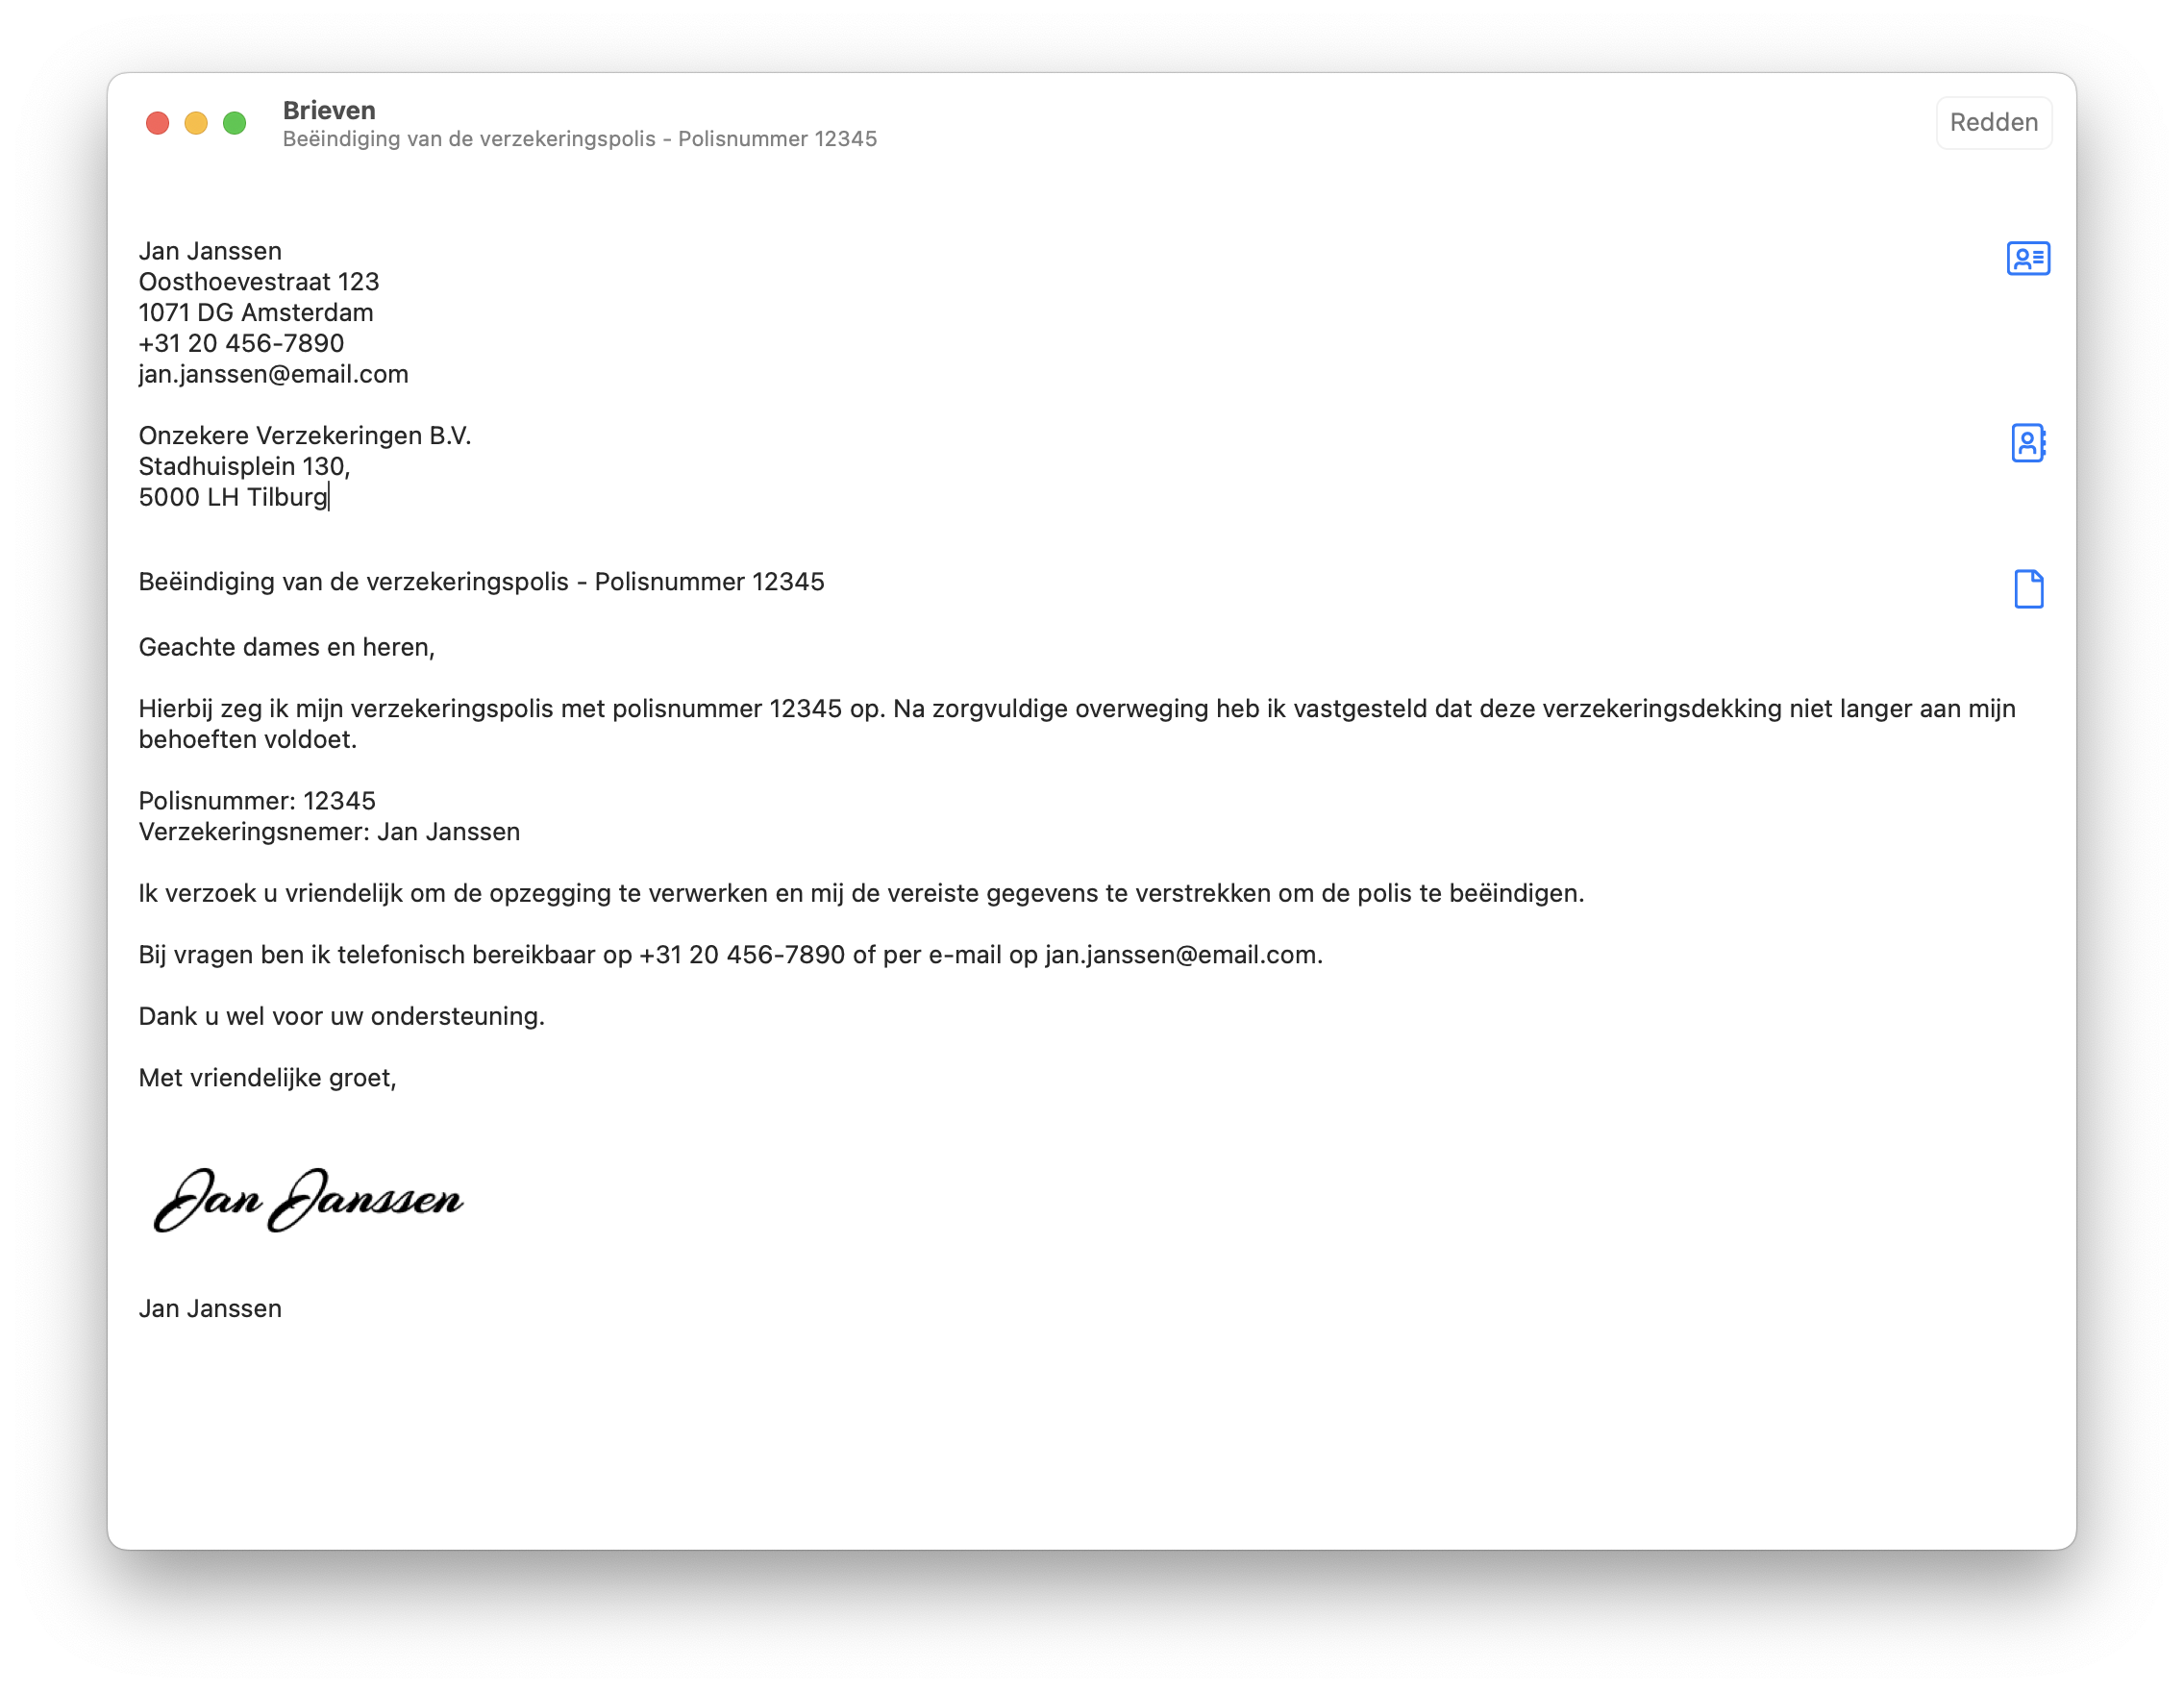 Brieven
Beëindiging van de verzekeringspolis - Polisnummer 12345
Redden
Jan Janssen
Oosthoevestraat 123
1071 DG Amsterdam
+31 20 456-7890
jan.janssen@email.com
Onzekere Verzekeringen B.V.
Stadhuisplein 130,
5000 LH Tilburg
Beëindiging van de verzekeringspolis - Polisnummer 12345
Geachte dames en heren,
Hierbij zeg ik mijn verzekeringspolis met polisnummer 12345 op. Na zorgvuldige overweging heb ik vastgesteld dat deze verzekeringsdekking niet langer aan mijn
behoeften voldoet.
Polisnummer: 12345
Verzekeringsnemer: Jan Janssen
Ik verzoek u vriendelijk om de opzegging te verwerken en mij de vereiste gegevens te verstrekken om de polis te beëindigen.
Bij vragen ben ik telefonisch bereikbaar op +31 20 456-7890 of per e-mail op jan.janssen@email.com.
Dank u wel voor uw ondersteuning.
Met vriendelijke groet,
Jan Janssen
Jan Janssen